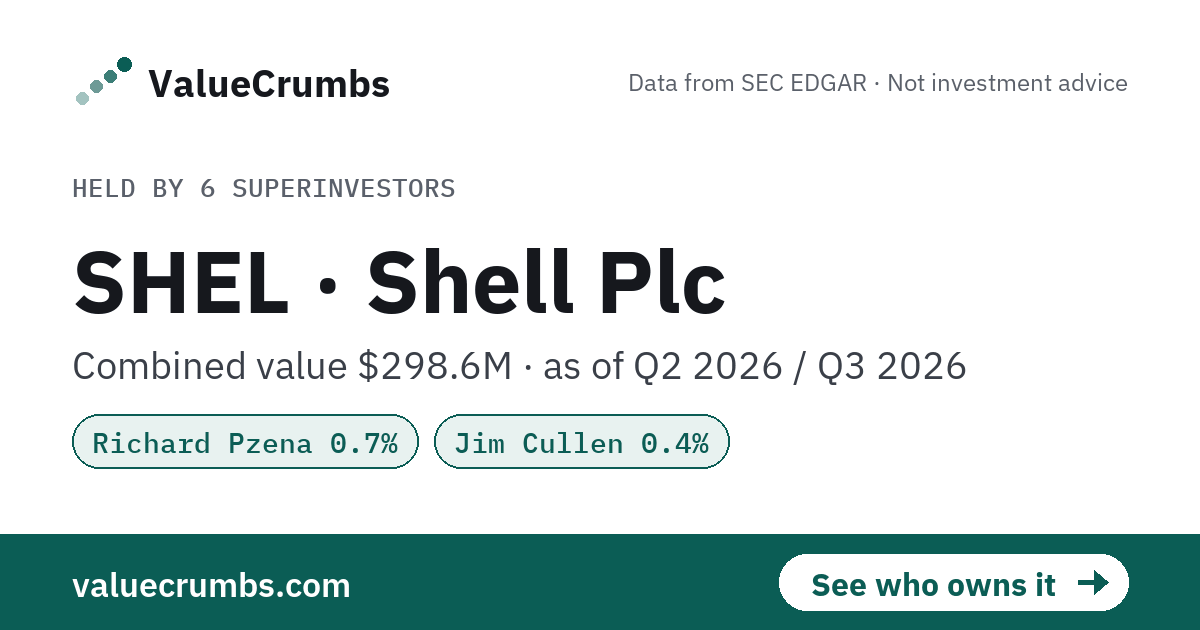 ValueCrumbs
Data from SEC EDGAR · Not investment advice
HELD BY 6 SUPERINVESTORS
SHEL · Shell Plc
Combined value $298.6M · as of Q2 2026 / Q3 2026
Richard Pzena 0.7%
Jim Cullen 0.4%
valuecrumbs.com
See who owns it →